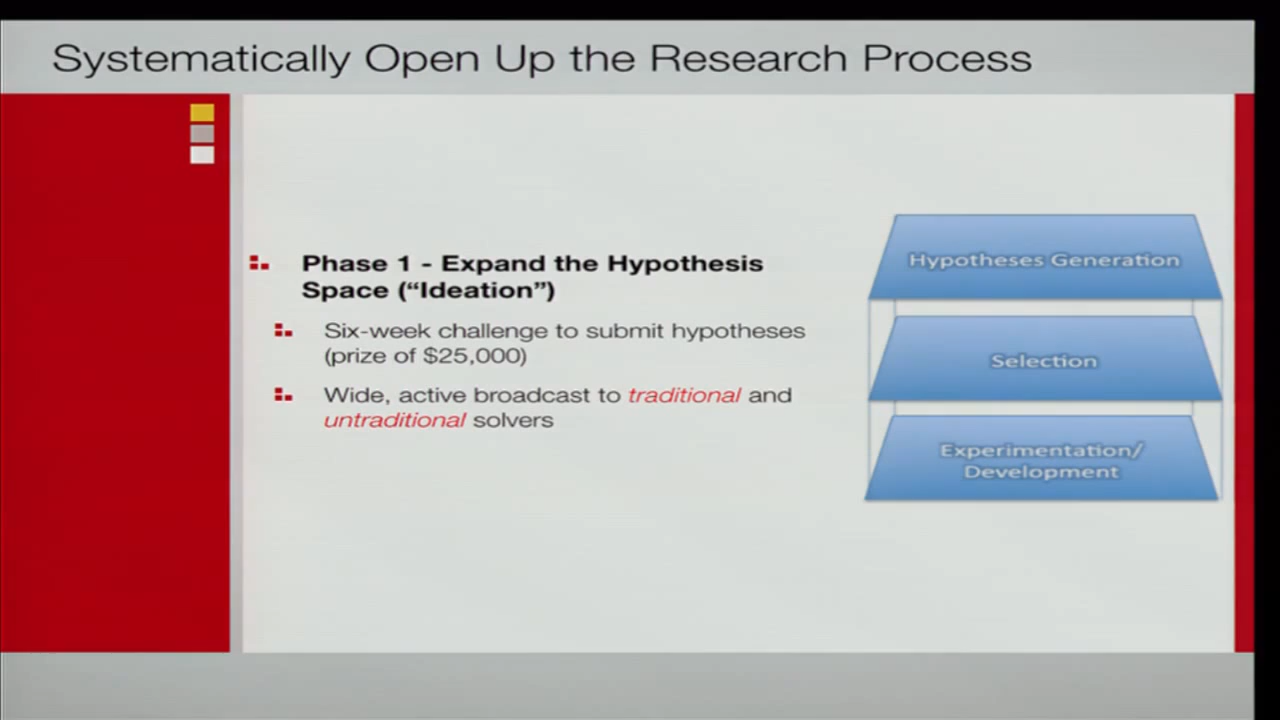 Systematically Open Up the Research Process
Phase 1 - Expand the Hypothesis
Space (“Ideation”)
Six-week challenge to submit hypotheses
(prize of $25,000)
Wide, active broadcast to traditional and
untraditional solvers
Hypotheses Generation
Selection
Experimentation/
Development